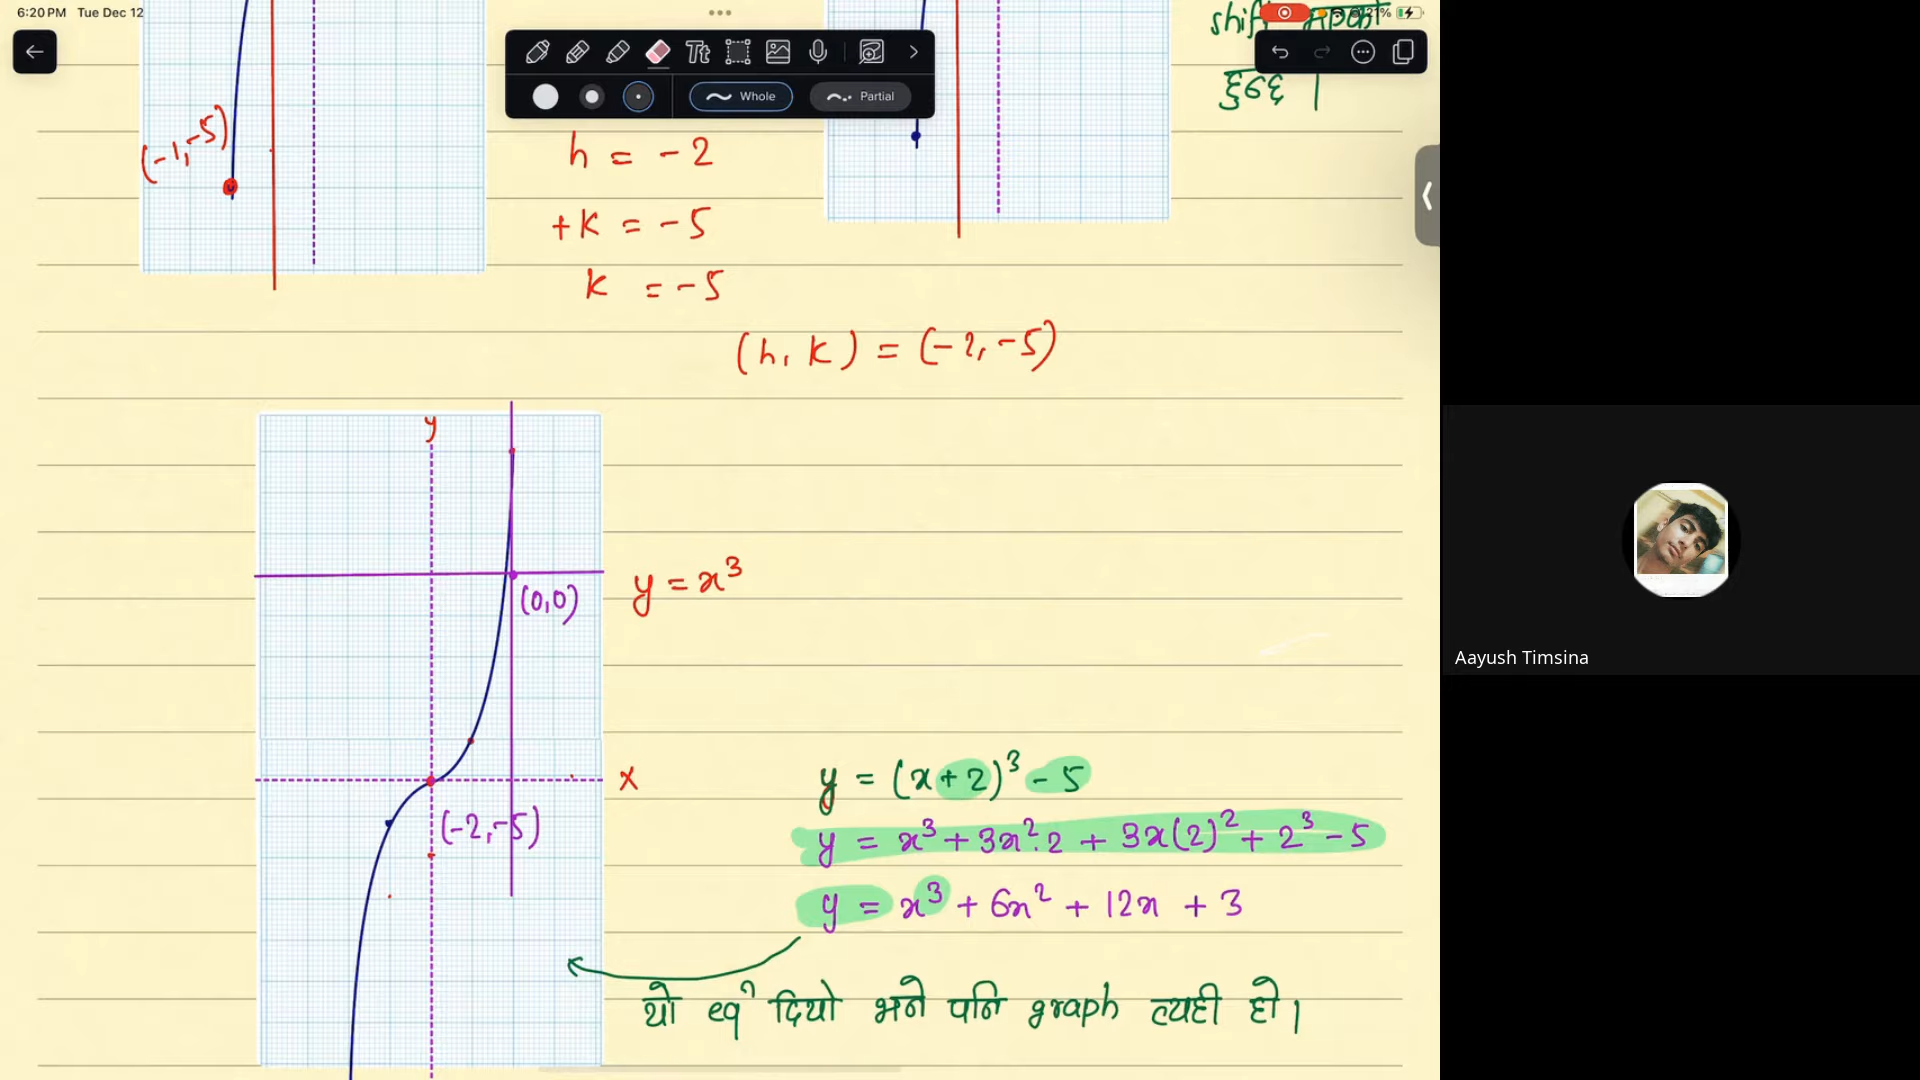 6:20 PM Tue Dec 12
21%
shift
हुन्छ ।
Whole
Partial
(-1,-5)
h = -2
+k = -5
k = -5
(h, k) = (-2, -5)
y
(0,0)
y = x³
x
(-2,-5)
y = (x+2)³ - 5
y = x³ + 3x².2 + 3x(2)² + 2³ - 5
y = x³ + 6x² + 12x + 3
यो eqⁿ दियो भने पनि graph त्यही हो ।
Aayush Timsina